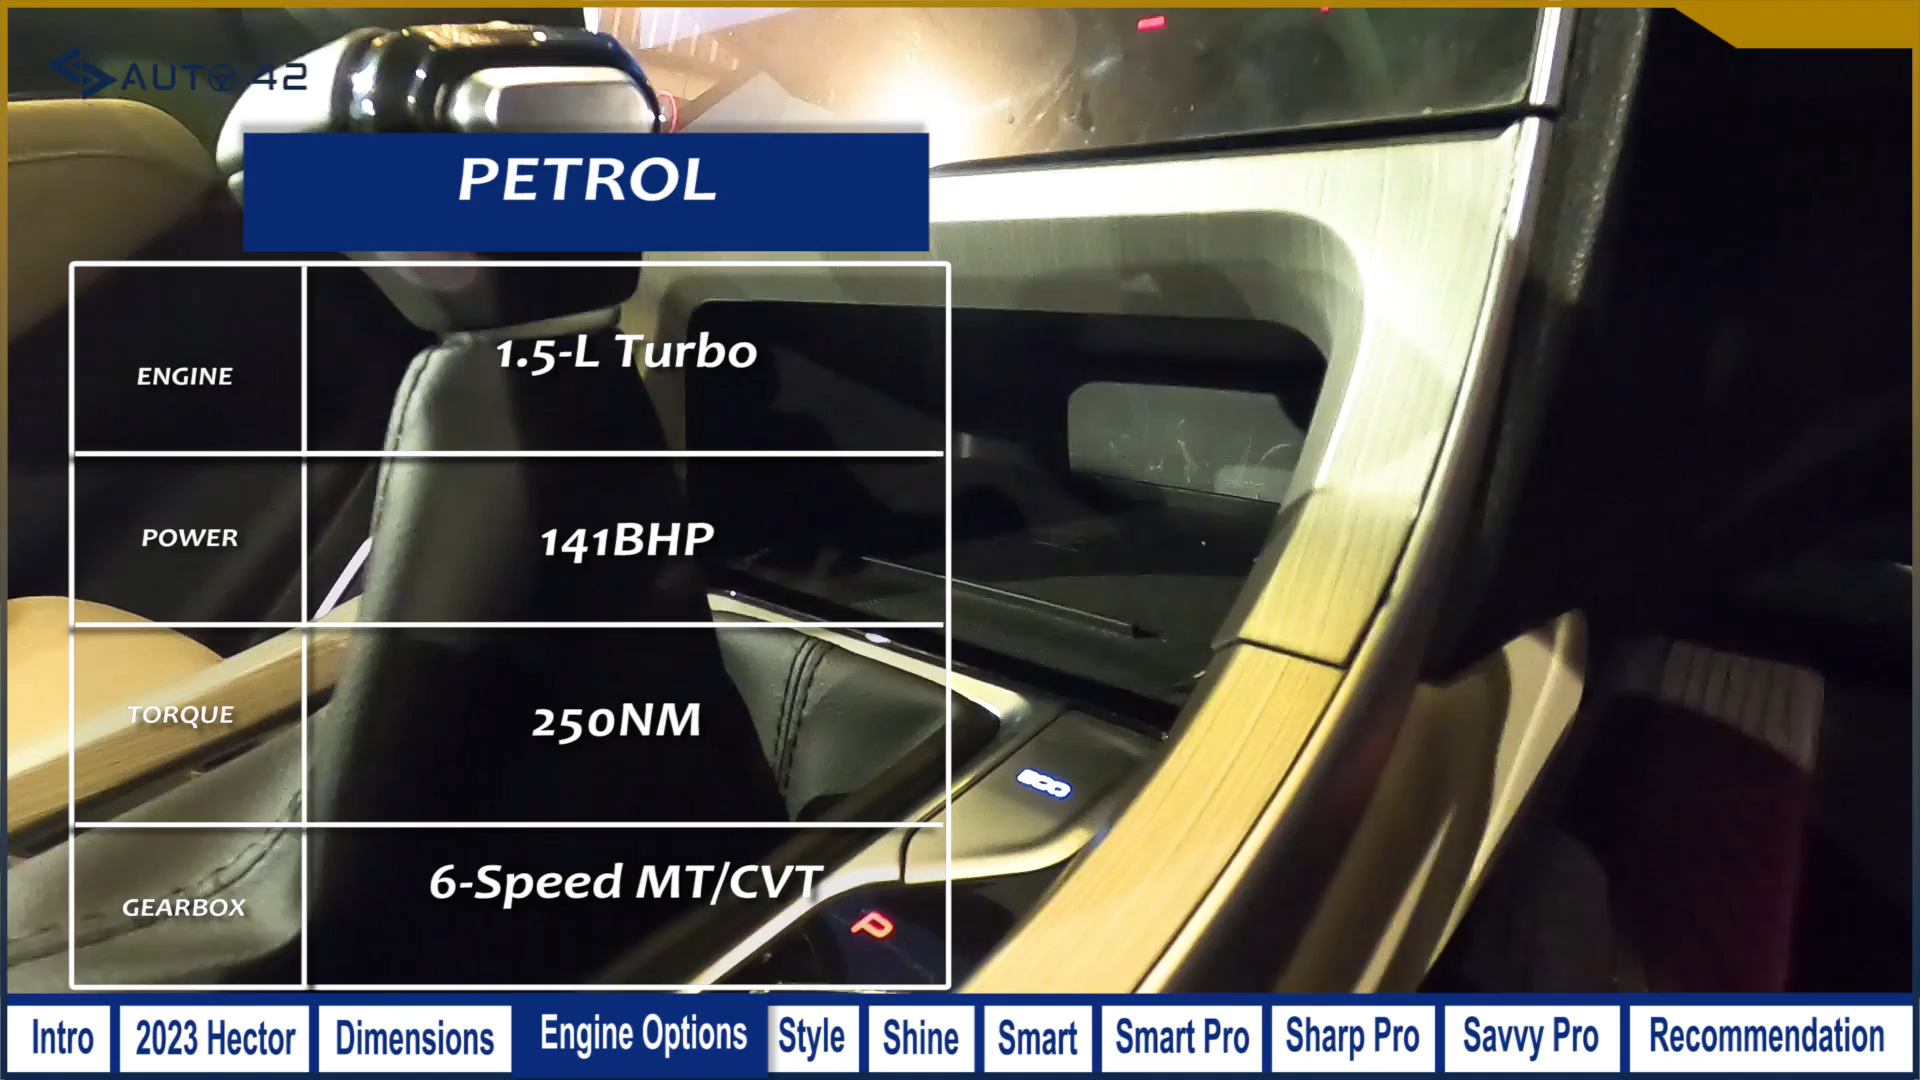 AUTO 42
PETROL
ENGINE
1.5-L Turbo
POWER
141BHP
TORQUE
250NM
GEARBOX
6-Speed MT/CVT
ECO
P
Intro
2023 Hector
Dimensions
Engine Options
Style
Shine
Smart
Smart Pro
Sharp Pro
Savvy Pro
Recommendation